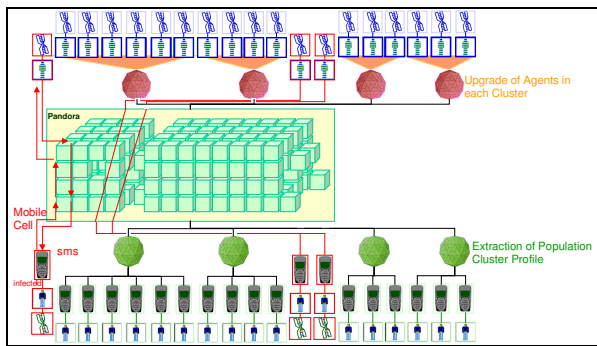 Upgrade of Agents in
each Cluster
Pandora
Mobile
Cell
sms
Extraction of Population
Cluster Profile
infected